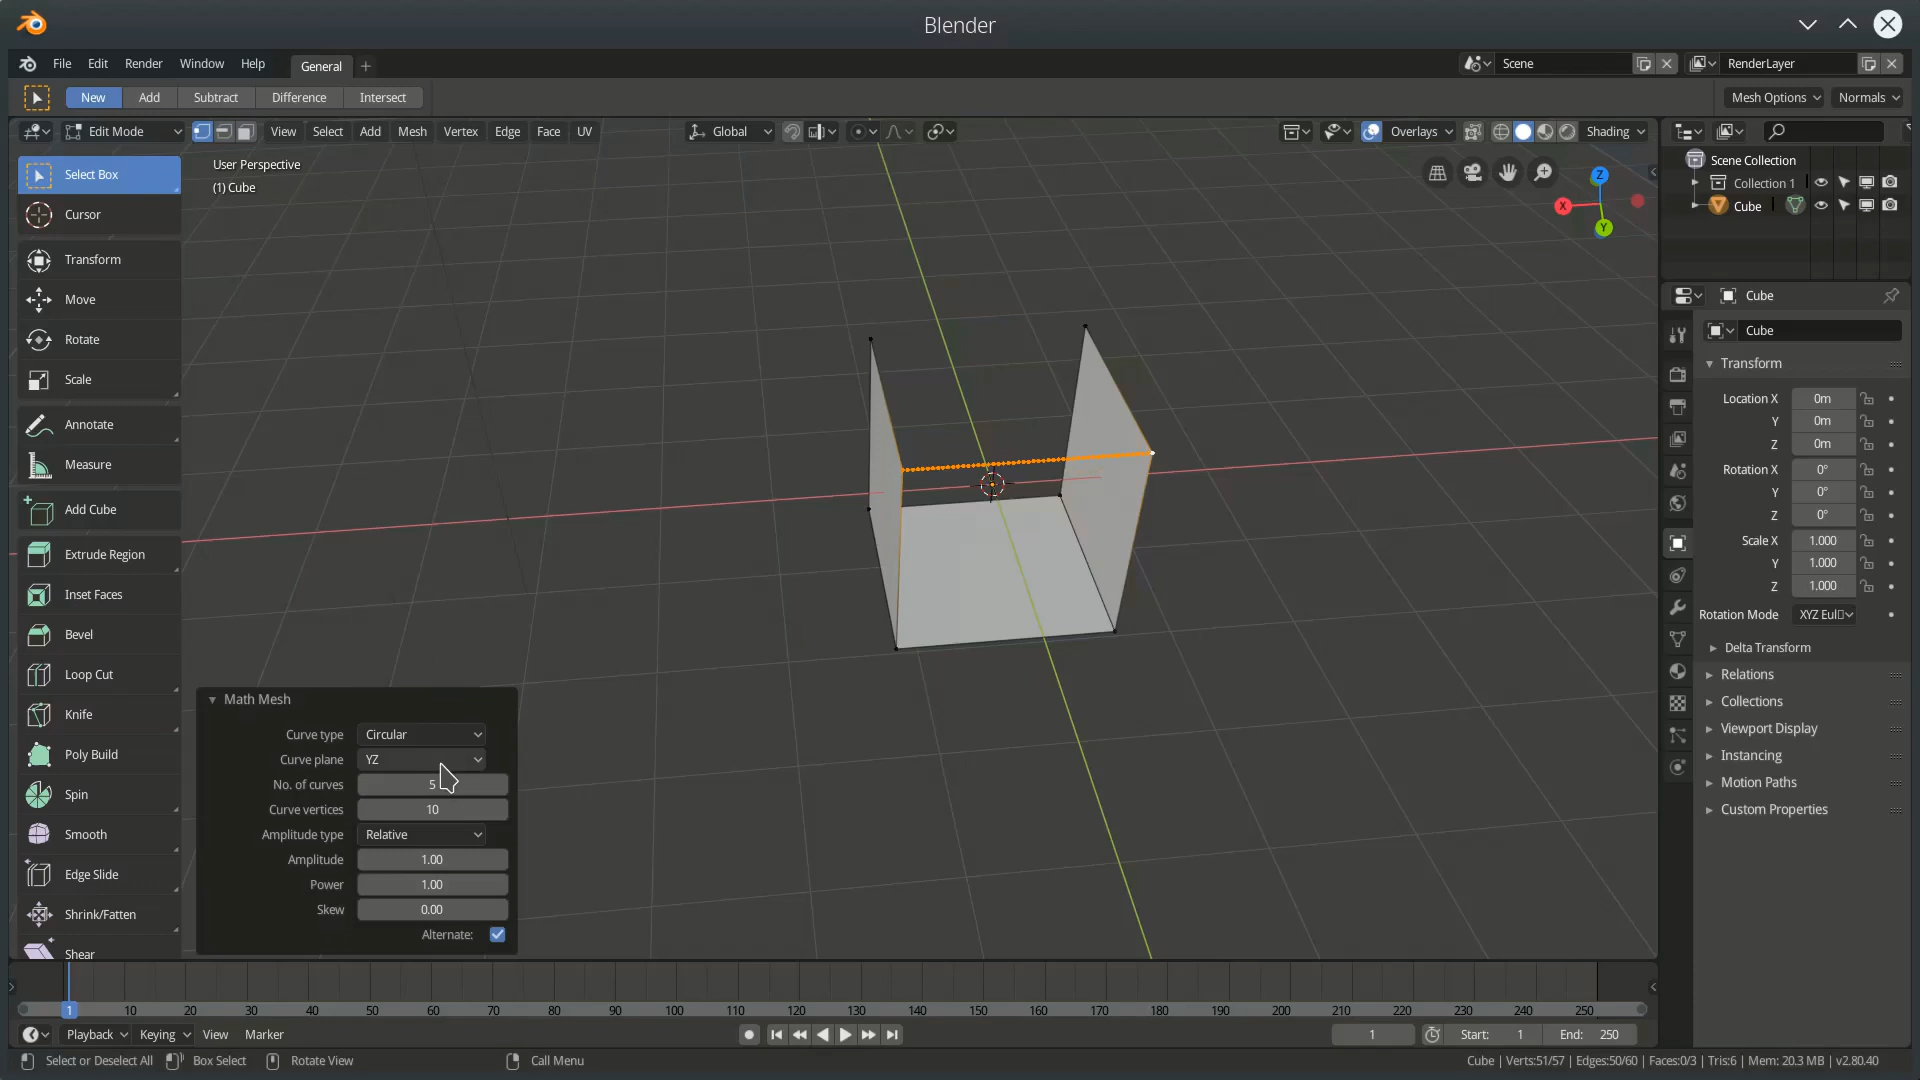 Blender
File Edit Render Window Help General + Scene RenderLayer
New Add Subtract Difference Intersect Mesh Options Normals
Edit Mode View Select Add Mesh Vertex Edge Face UV Global Overlays Shading
User Perspective
(1) Cube
Select Box
Cursor
Transform
Move
Rotate
Scale
Annotate
Measure
Add Cube
Extrude Region
Inset Faces
Bevel
Loop Cut
Knife
Poly Build
Spin
Smooth
Edge Slide
Shrink/Fatten
Shear
Z
X
Y
Math Mesh
Curve type Circular
Curve plane YZ
No. of curves 5
Curve vertices 10
Amplitude type Relative
Amplitude 1.00
Power 1.00
Skew 0.00
Alternate:
Scene Collection
Collection 1
Cube
Cube
Cube
Transform
Location X 0m
Y 0m
Z 0m
Rotation X 0°
Y 0°
Z 0°
Scale X 1.000
Y 1.000
Z 1.000
Rotation Mode XYZ Eul
Delta Transform
Relations
Collections
Viewport Display
Instancing
Motion Paths
Custom Properties
1 10 20 30 40 50 60 70 80 90 100 110 120 130 140 150 160 170 180 190 200 210 220 230 240 250
Playback Keying View Marker 1 Start: 1 End: 250
Select or Deselect All Box Select Rotate View Call Menu Cube | Verts:51/57 | Edges:50/60 | Faces:0/3 | Tris:6 | Mem: 20.3 MB | v2.80.40